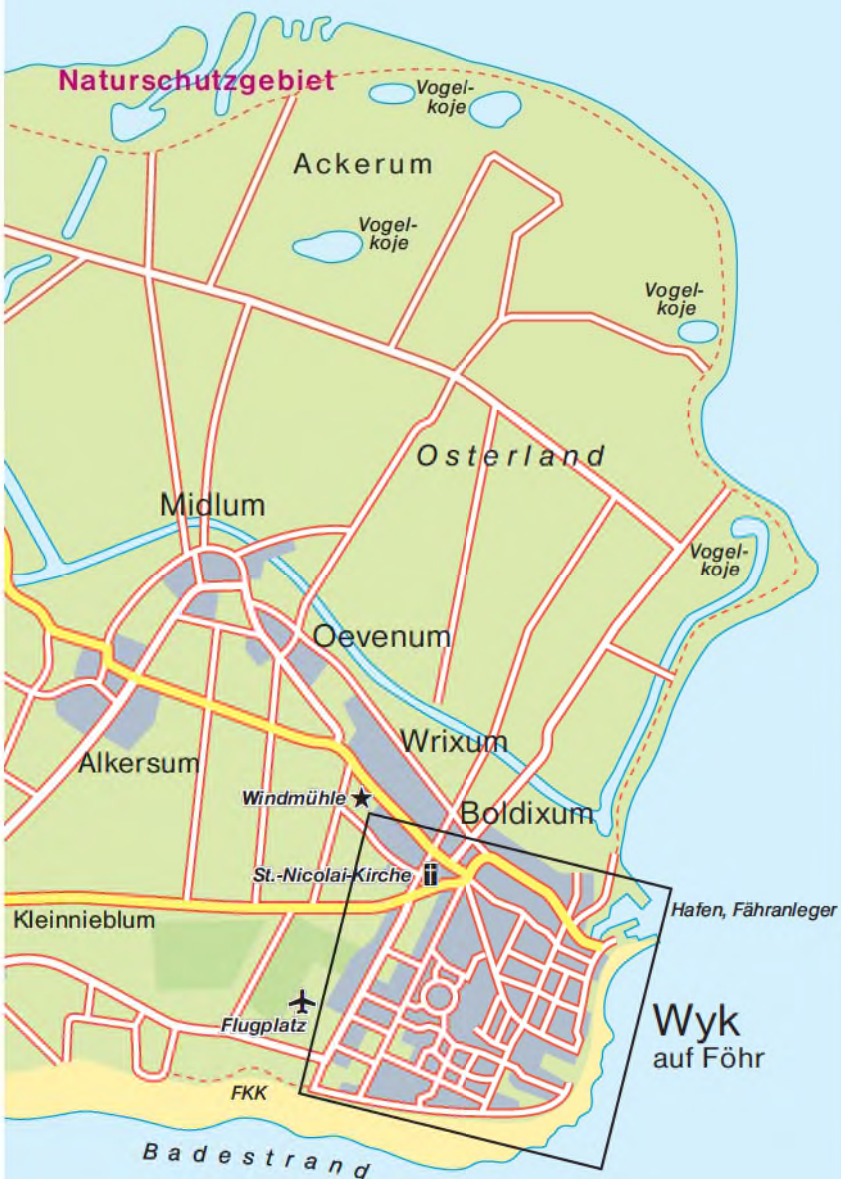 Naturschutzgebiet
Vogel-
koje
Ackerum
Vogel-
koje
Vogel-
koje
Osterland
Midlum
Vogel-
koje
Oevenum
Wrixum
Alkersum
Windmühle
Boldixum
St.-Nicolai-Kirche
Kleinnieblum
Hafen, Fähranleger
Flugplatz
Wyk
auf Föhr
FKK
Badestrand